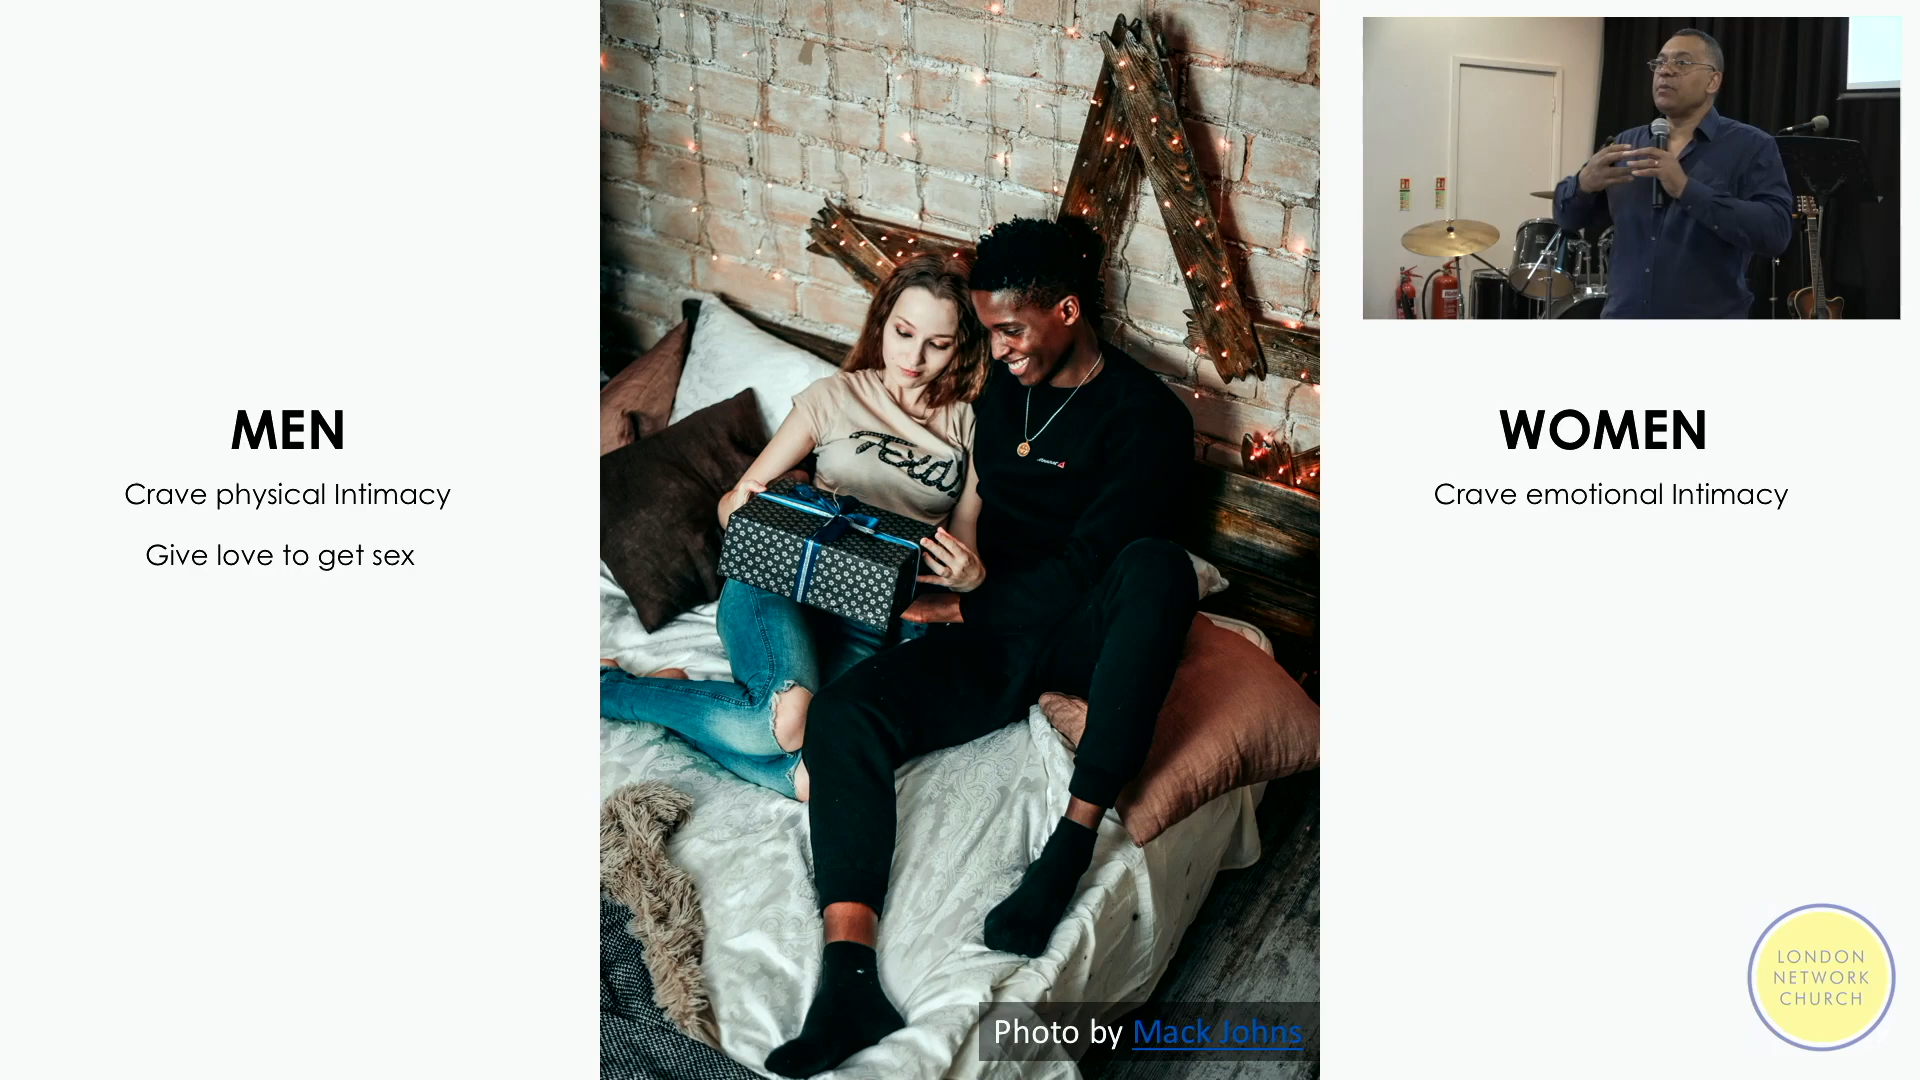 MEN
Crave physical Intimacy
Give love to get sex
Texas
Photo by Mack Johns
WOMEN
Crave emotional Intimacy
LONDON
NETWORK
CHURCH